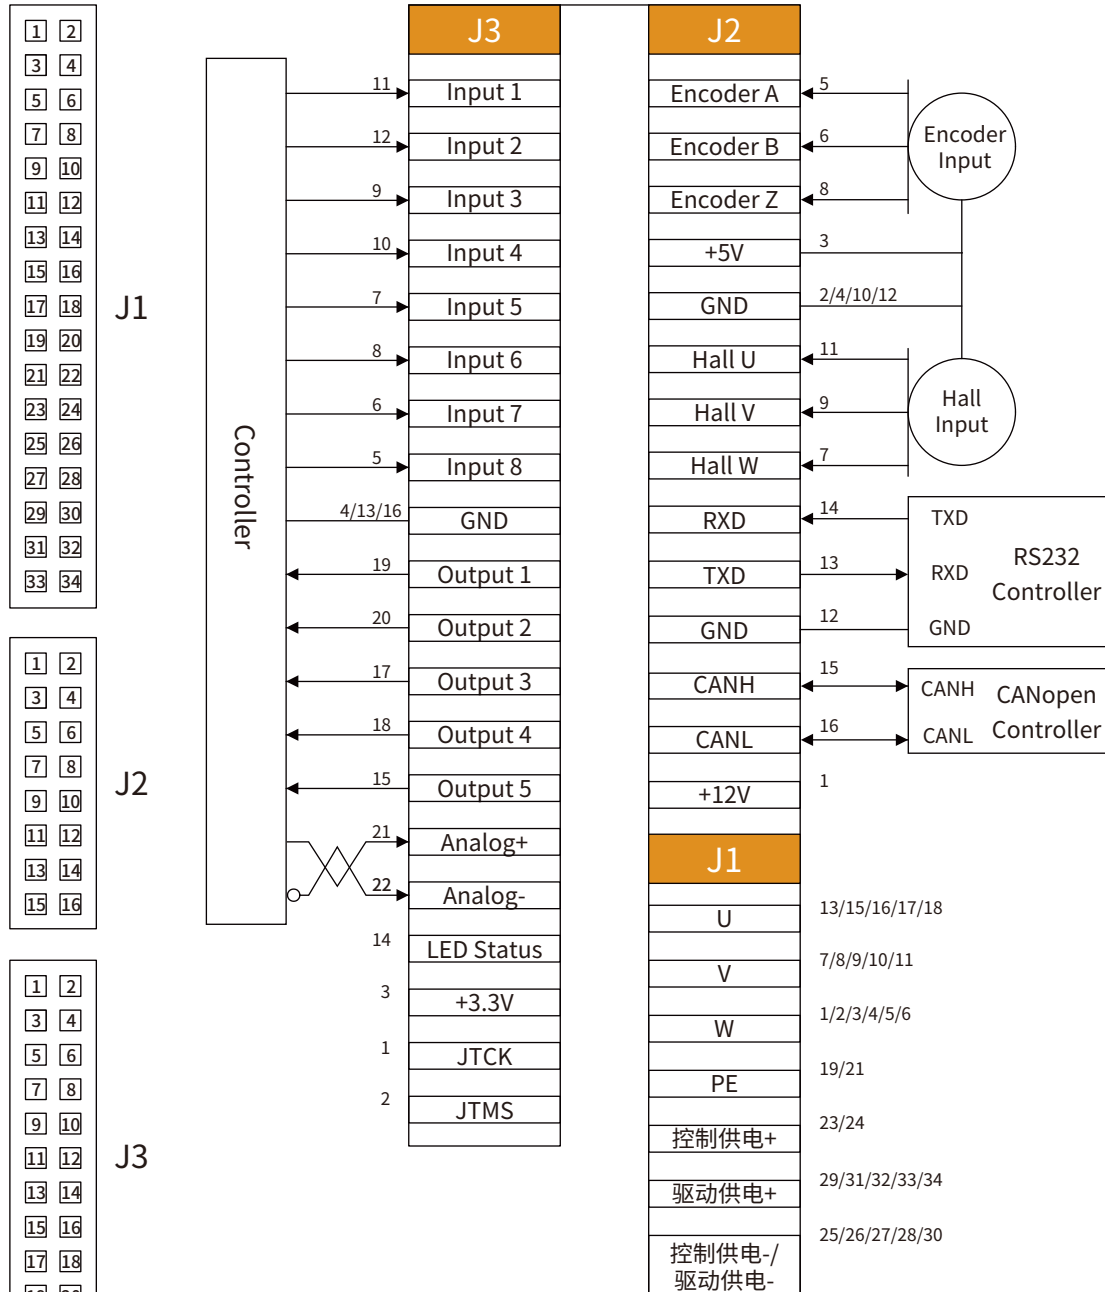 1 2
3 4
5 6
7 8
9 10
11 12
13 14
15 16
17 18
19 20
21 22
23 24
25 26
27 28
29 30
31 32
33 34
J1
1 2
3 4
5 6
7 8
9 10
11 12
13 14
15 16
J2
1 2
3 4
5 6
7 8
9 10
11 12
13 14
15 16
17 18
J3
Controller
J3
11 Input 1
12 Input 2
9 Input 3
10 Input 4
7 Input 5
8 Input 6
6 Input 7
5 Input 8
4/13/16 GND
19 Output 1
20 Output 2
17 Output 3
18 Output 4
15 Output 5
21 Analog+
22 Analog-
14 LED Status
3 +3.3V
1 JTCK
2 JTMS
J2
Encoder A 5
Encoder B 6
Encoder Z 8
+5V 3
GND 2/4/10/12
Hall U 11
Hall V 9
Hall W 7
RXD 14
TXD 13
GND 12
CANH 15
CANL 16
+12V 1
Encoder
Input
Hall
Input
TXD
RXD
GND
RS232
Controller
CANH
CANL
CANopen
Controller
J1
U 13/15/16/17/18
V 7/8/9/10/11
W 1/2/3/4/5/6
PE 19/21
控制供电+ 23/24
驱动供电+ 29/31/32/33/34
控制供电-/ 25/26/27/28/30
驱动供电-